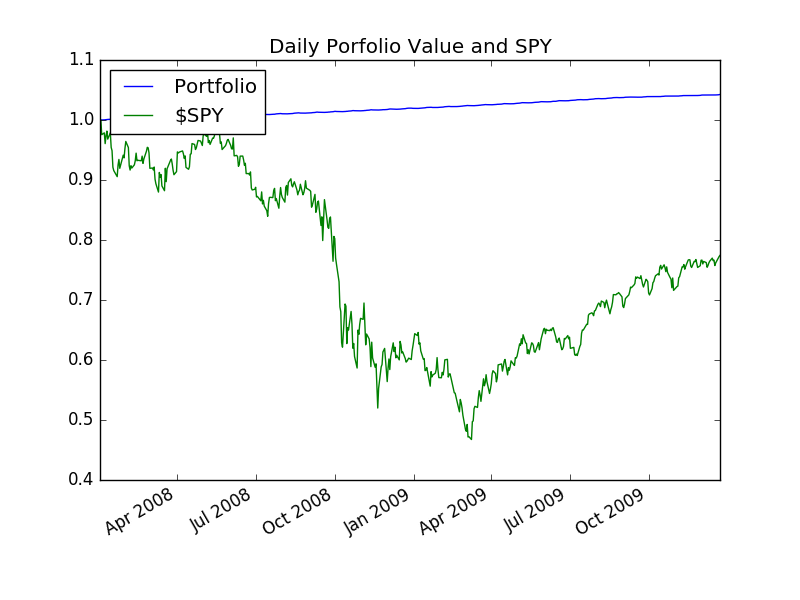 Daily Porfolio Value and SPY
1.1
1.0
0.9
0.8
0.7
0.6
0.5
0.4
Portfolio
$SPY
Apr 2008
Jul 2008
Oct 2008
Jan 2009
Apr 2009
Jul 2009
Oct 2009